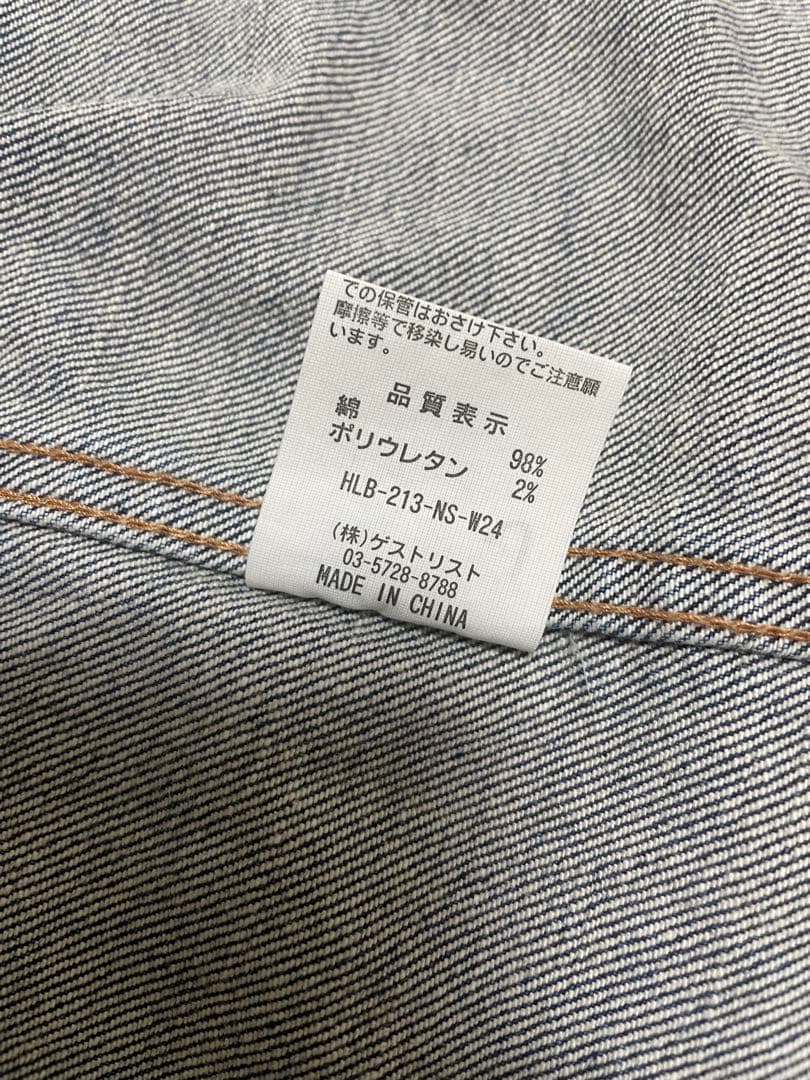 での保管はおさけ下さい。
摩擦等で移染し易いのでご注意願
います。
品質表示
綿 98%
ポリウレタン 2%
HLB-213-NS-W24
(株)ゲストリスト
03-5728-8788
MADE IN CHINA